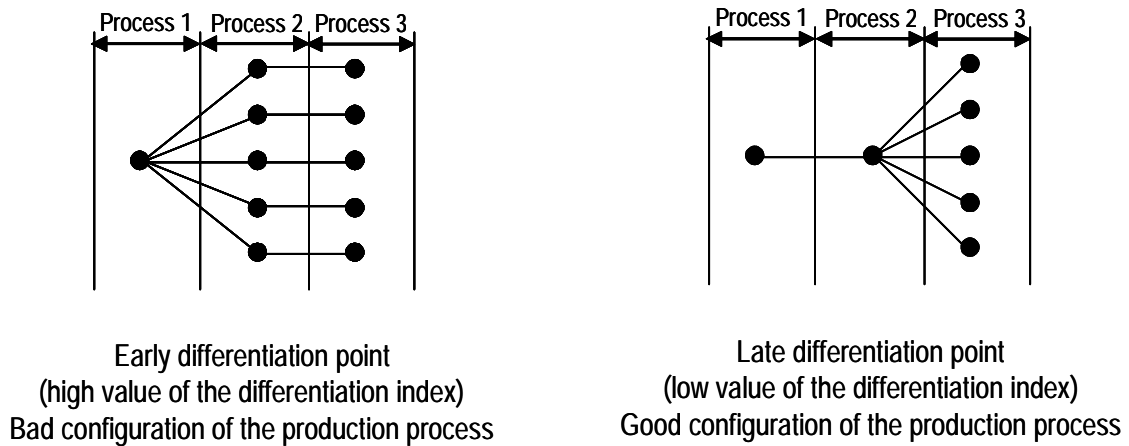 Process 1 Process 2 Process 3
Early differentiation point
(high value of the differentiation index)
Bad configuration of the production process
Process 1 Process 2 Process 3
Late differentiation point
(low value of the differentiation index)
Good configuration of the production process